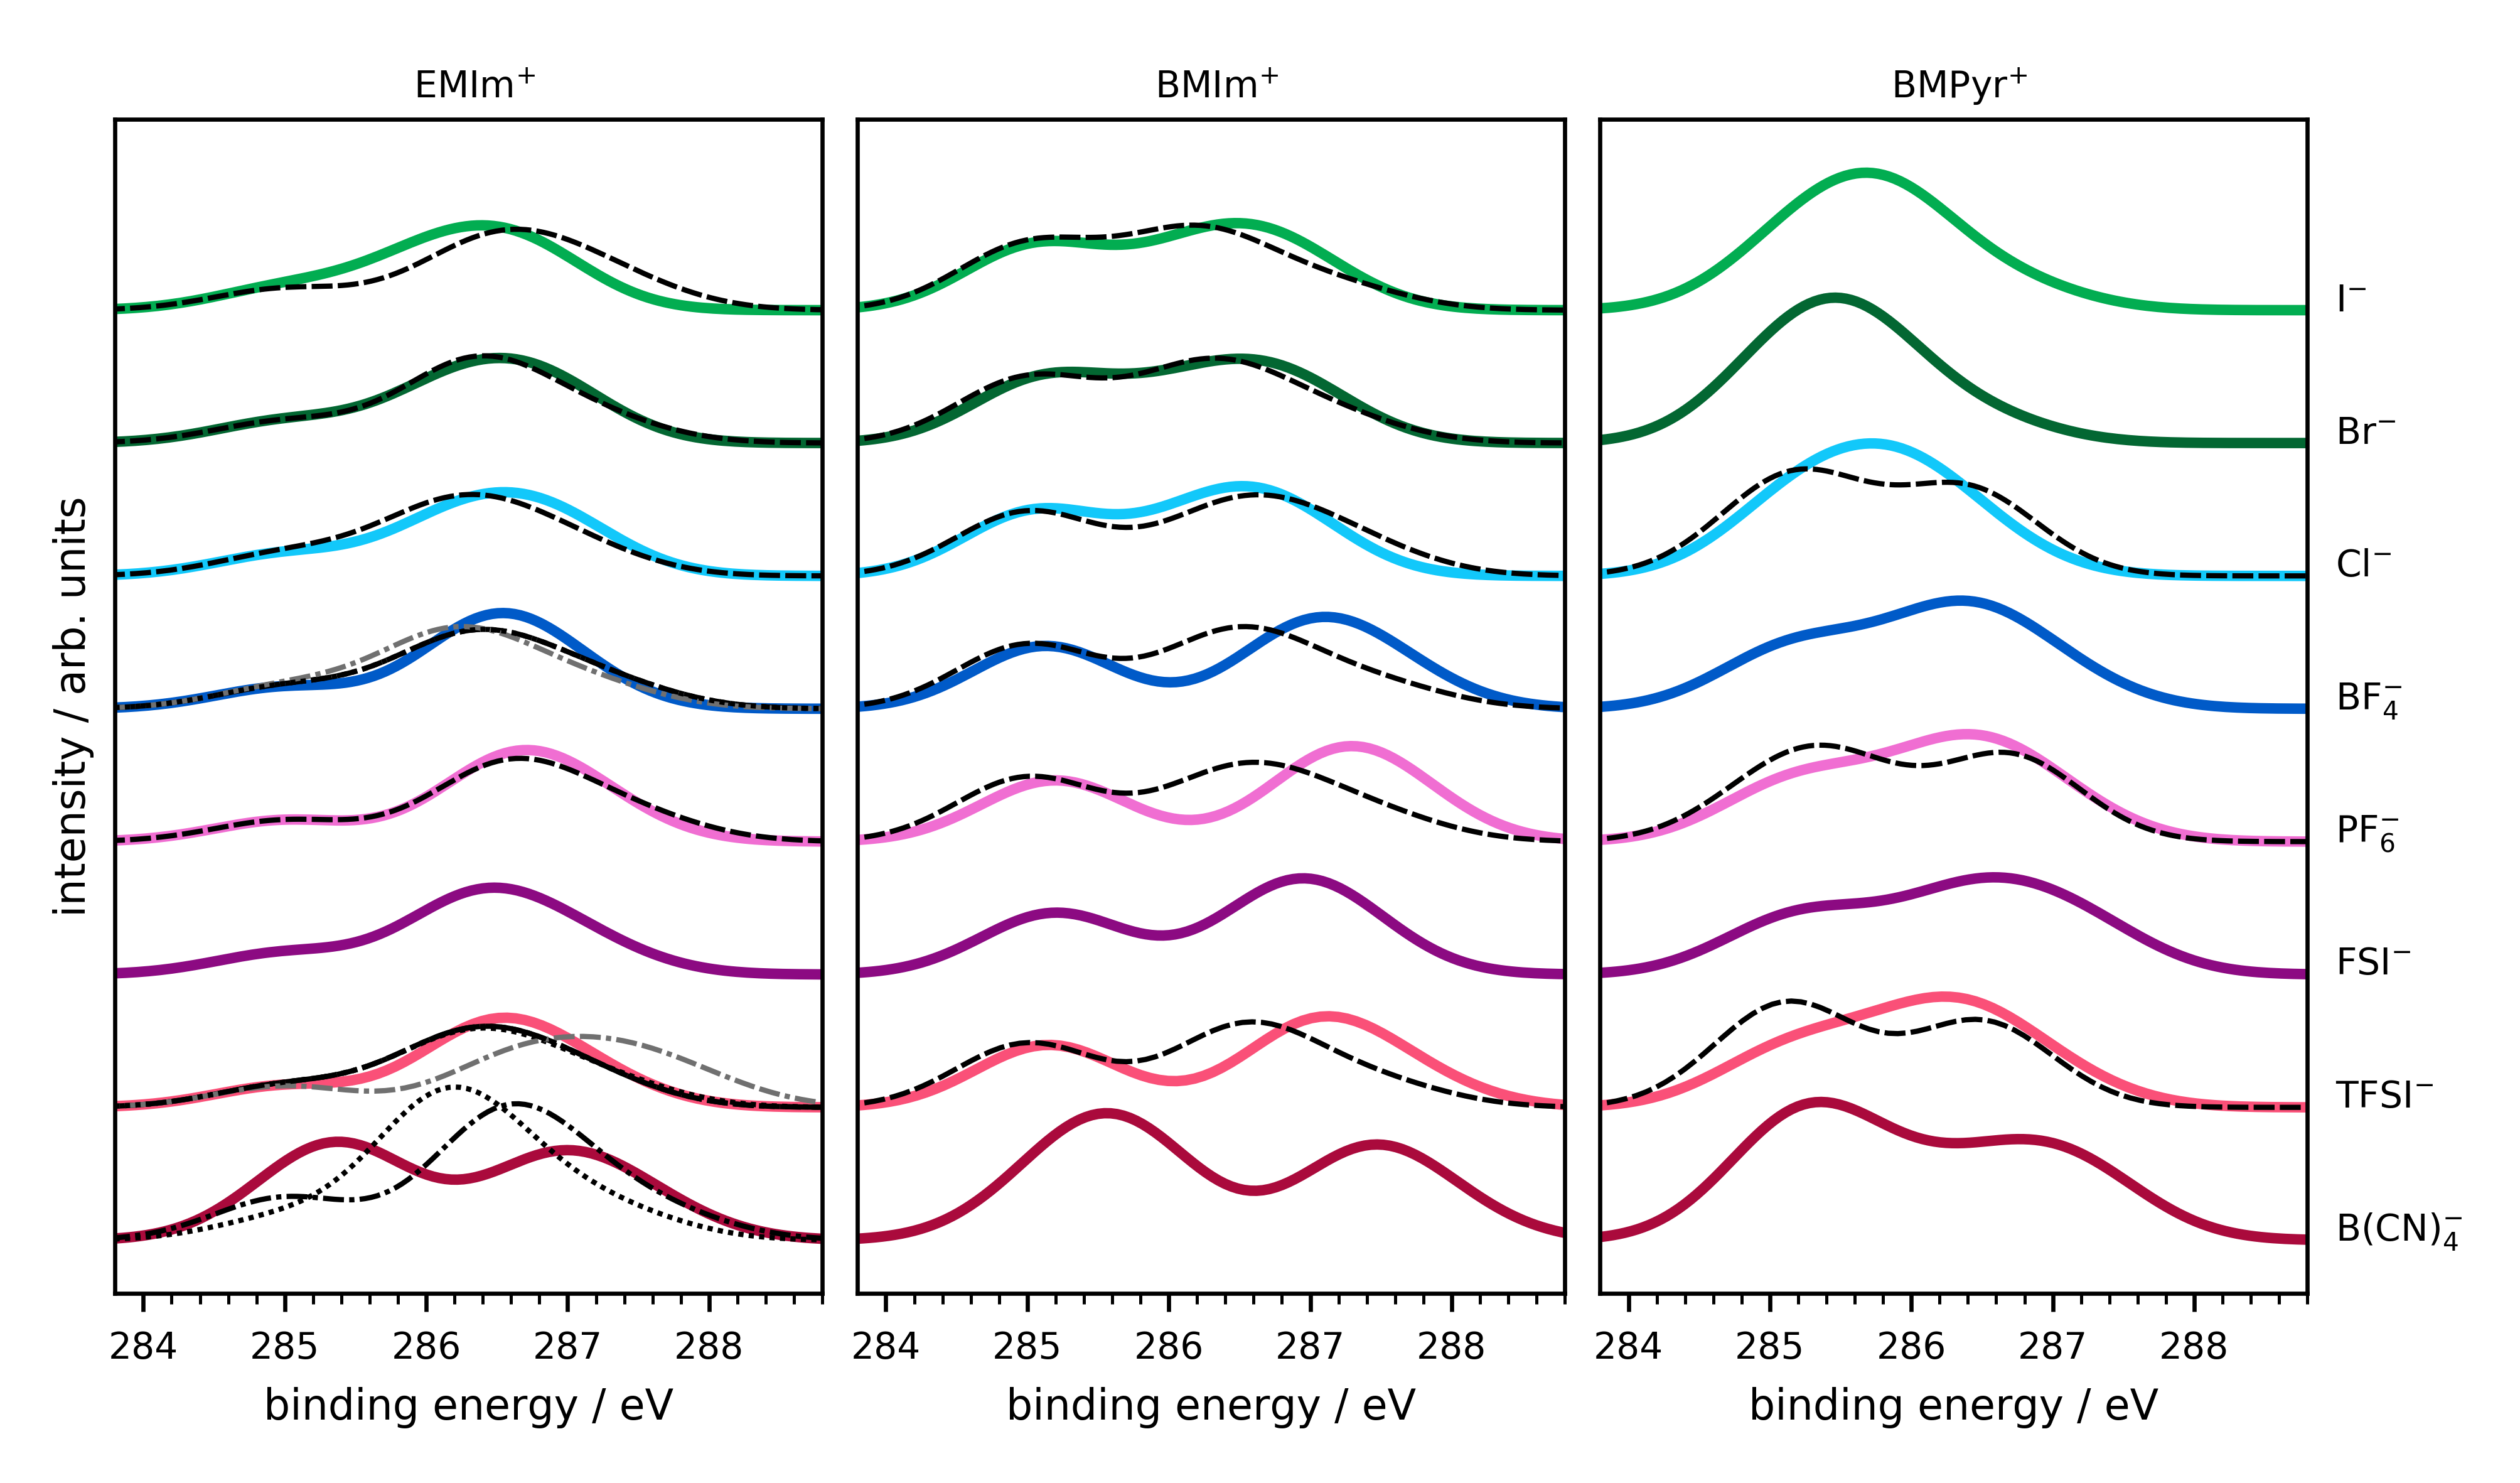 EMIm⁺ BMIm⁺ BMPyr⁺
I⁻
Br⁻
Cl⁻
BF₄⁻
PF₆⁻
FSI⁻
TFSI⁻
B(CN)₄⁻
intensity / arb. units
284 285 286 287 288 284 285 286 287 288 284 285 286 287 288
binding energy / eV binding energy / eV binding energy / eV